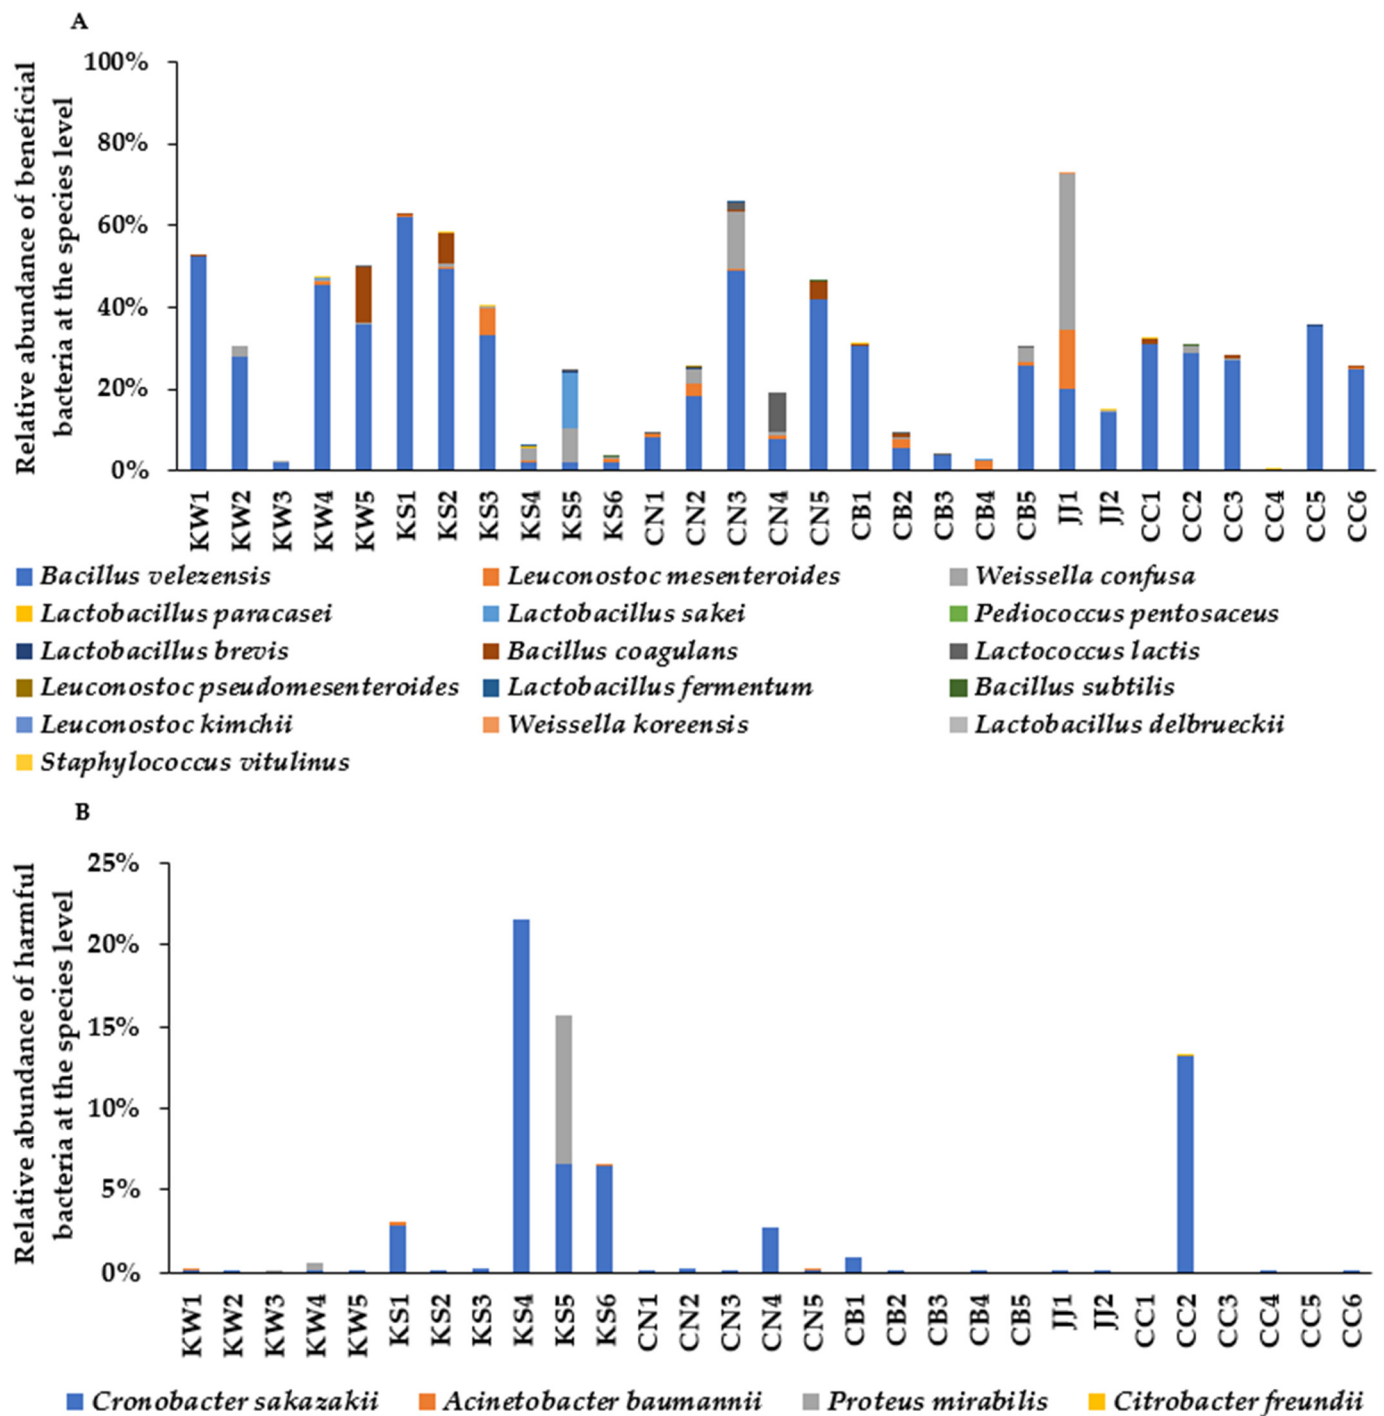 A
Relative abundance of beneficial
bacteria at the species level
100%
80%
60%
40%
20%
0%
KW1 KW2 KW3 KW4 KW5 KS1 KS2 KS3 KS4 KS5 KS6 CN1 CN2 CN3 CN4 CN5 CB1 CB2 CB3 CB4 CB5 JJ1 JJ2 CC1 CC2 CC3 CC4 CC5 CC6
Bacillus velezensis Leuconostoc mesenteroides Weissella confusa
Lactobacillus paracasei Lactobacillus sakei Pediococcus pentosaceus
Lactobacillus brevis Bacillus coagulans Lactococcus lactis
Leuconostoc pseudomesenteroides Lactobacillus fermentum Bacillus subtilis
Leuconostoc kimchii Weissella koreensis Lactobacillus delbrueckii
Staphylococcus vitulinus
B
Relative abundance of harmful
bacteria at the species level
25%
20%
15%
10%
5%
0%
KW1 KW2 KW3 KW4 KW5 KS1 KS2 KS3 KS4 KS5 KS6 CN1 CN2 CN3 CN4 CN5 CB1 CB2 CB3 CB4 CB5 JJ1 JJ2 CC1 CC2 CC3 CC4 CC5 CC6
Cronobacter sakazakii Acinetobacter baumannii Proteus mirabilis Citrobacter freundii